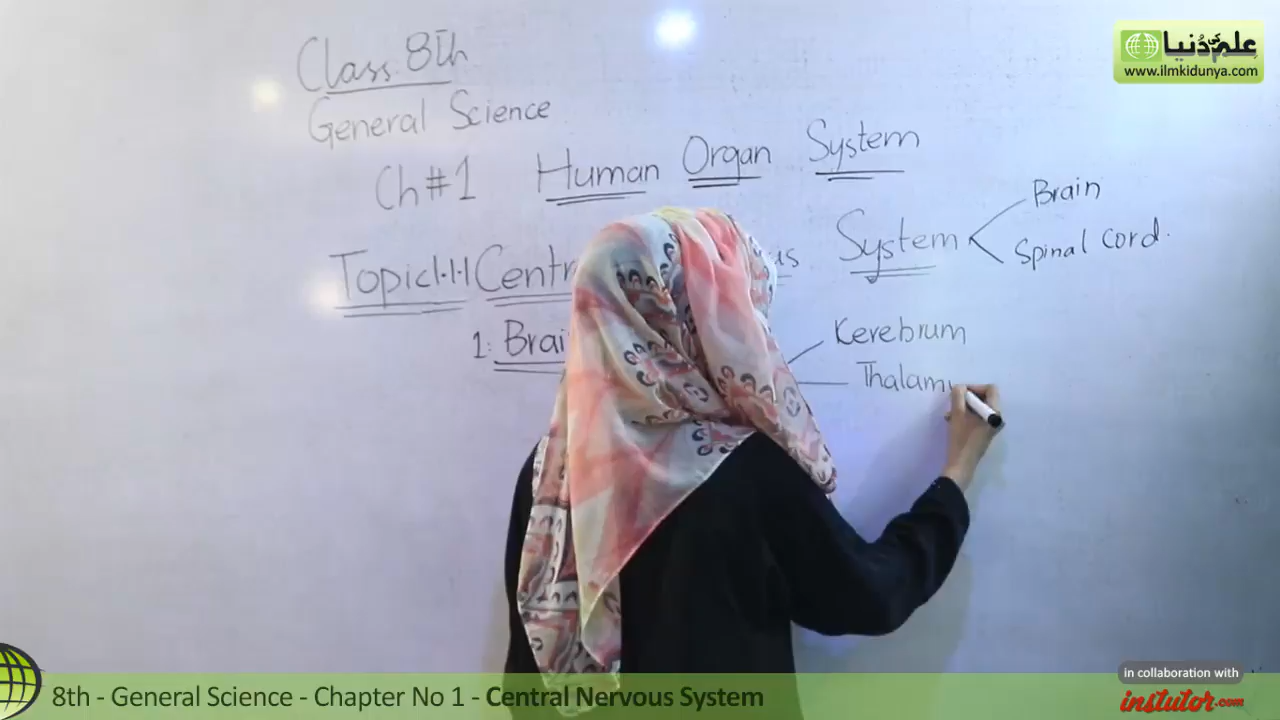 علم کی دنیا
www.ilmkidunya.com
Class 8th
General Science
Ch#1 Human Organ System
Topic 1.1.1 Centr us System
Brain
Spinal Cord.
1: Brai
Kerebrum
Thalamu
8th - General Science - Chapter No 1 - Central Nervous System
in collaboration with
instutor.com